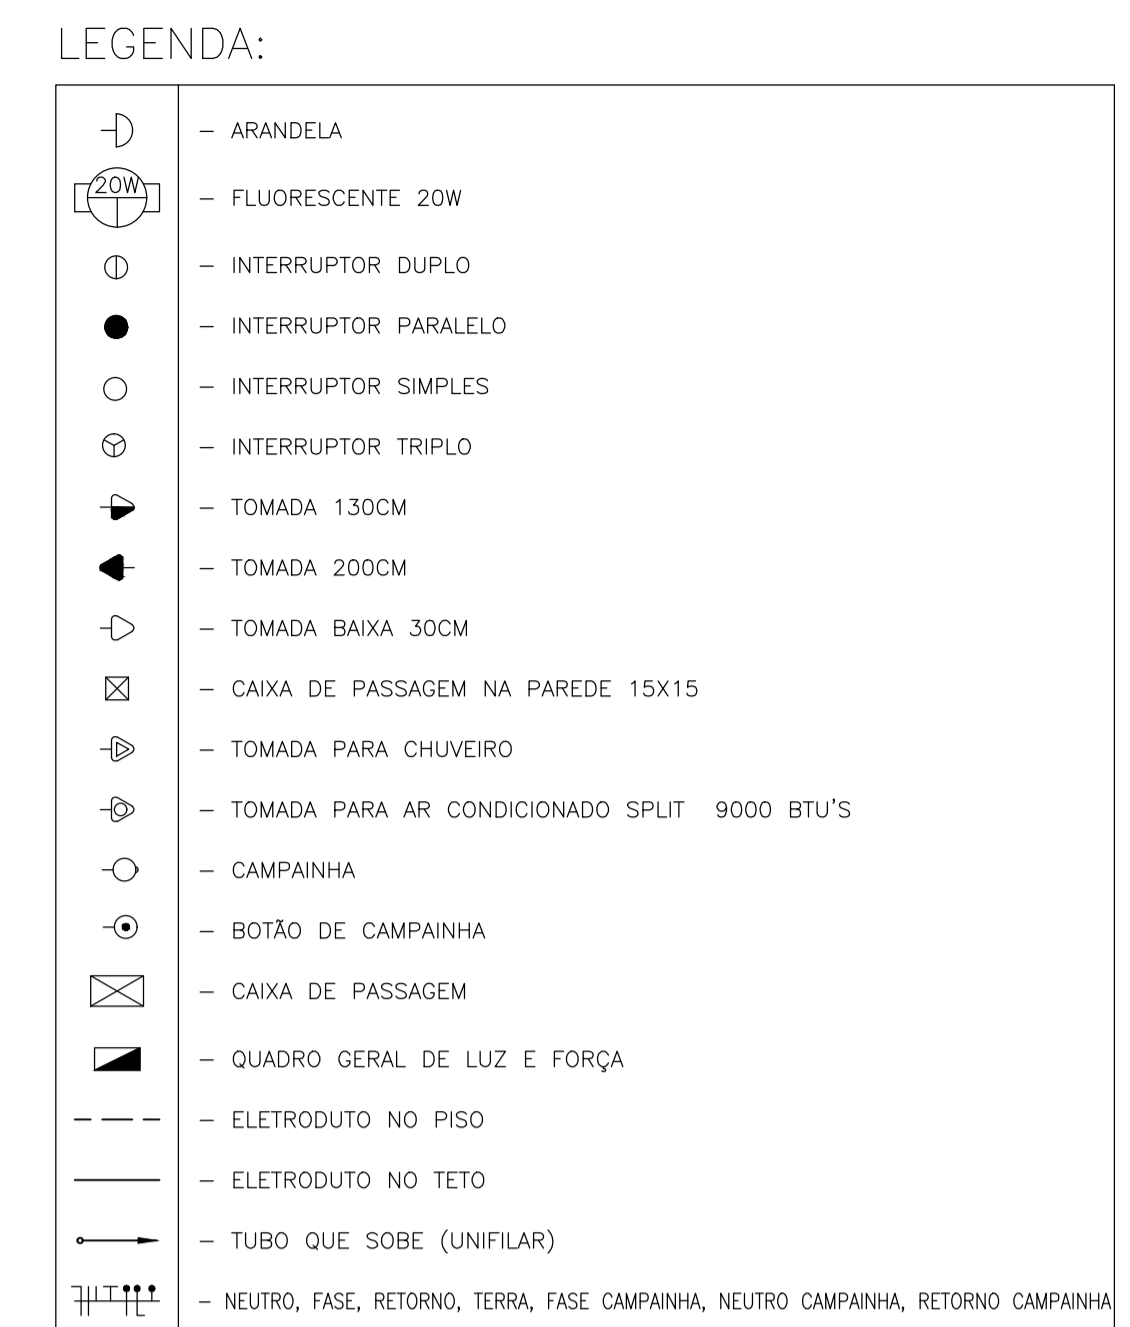 LEGENDA:
– ARANDELA
20W
– FLUORESCENTE 20W
– INTERRUPTOR DUPLO
– INTERRUPTOR PARALELO
– INTERRUPTOR SIMPLES
– INTERRUPTOR TRIPLO
– TOMADA 130CM
– TOMADA 200CM
– TOMADA BAIXA 30CM
– CAIXA DE PASSAGEM NA PAREDE 15X15
– TOMADA PARA CHUVEIRO
– TOMADA PARA AR CONDICIONADO SPLIT 9000 BTU'S
– CAMPAINHA
– BOTÃO DE CAMPAINHA
– CAIXA DE PASSAGEM
– QUADRO GERAL DE LUZ E FORÇA
– ELETRODUTO NO PISO
– ELETRODUTO NO TETO
– TUBO QUE SOBE (UNIFILAR)
– NEUTRO, FASE, RETORNO, TERRA, FASE CAMPAINHA, NEUTRO CAMPAINHA, RETORNO CAMPAINHA